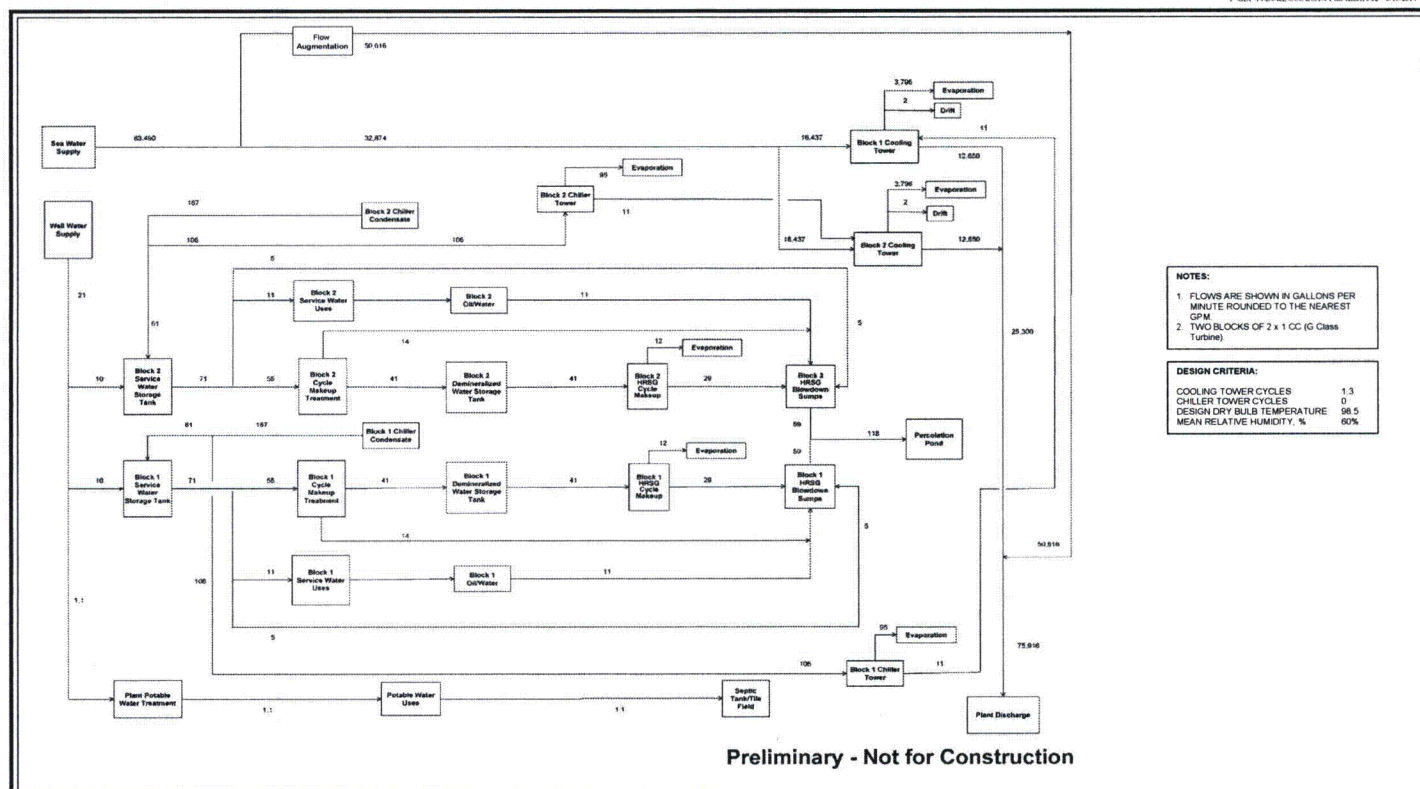 Flow
Augmentation
50,616
3,796
Evaporation
2
Drift
11
Sea Water
Supply
83,490
32,874
16,437
Block 1 Cooling
Tower
12,650
Evaporation
95
Block 2 Chiller
Tower
3,796
Evaporation
2
Drift
Well Water
Supply
167
Block 2 Chiller
Condensate
11
16,437
Block 2 Cooling
Tower
12,650
106
106
5
21
11
Block 2
Service Water
Uses
Block 2
Oil/Water
11
61
5
25,300
14
12
Evaporation
10
Block 2
Service
Water
Storage
Tank
71
55
Block 2
Cycle
Makeup
Treatment
41
Block 2
Demineralized
Water Storage
Tank
41
Block 2
HRSG
Cycle
Makeup
29
Block 2
HRSG
Blowdown
Sumps
61
167
Block 1 Chiller
Condensate
59
118
Percolation
Pond
12
Evaporation
59
10
Block 1
Service
Water
Storage Tank
71
55
Block 1
Cycle
Makeup
Treatment
41
Block 1
Demineralized
Water Storage
Tank
41
Block 1
HRSG
Cycle
Makeup
29
Block 1
HRSG
Blowdown
Sumps
5
14
50,616
106
11
Block 1
Service Water
Uses
Block 1
Oil/Water
11
1.1
5
95
Evaporation
75,916
106
Block 1 Chiller
Tower
11
Plant Potable
Water Treatment
1.1
Potable Water
Uses
1.1
Septic
Tank/Tile
Field
Plant Discharge
NOTES:
1. FLOWS ARE SHOWN IN GALLONS PER
MINUTE ROUNDED TO THE NEAREST
GPM.
2. TWO BLOCKS OF 2 x 1 CC (G Class
Turbine)
DESIGN CRITERIA:
COOLING TOWER CYCLES 1.3
CHILLER TOWER CYCLES 0
DESIGN DRY BULB TEMPERATURE 98.5
MEAN RELATIVE HUMIDITY, % 60%
Preliminary - Not for Construction